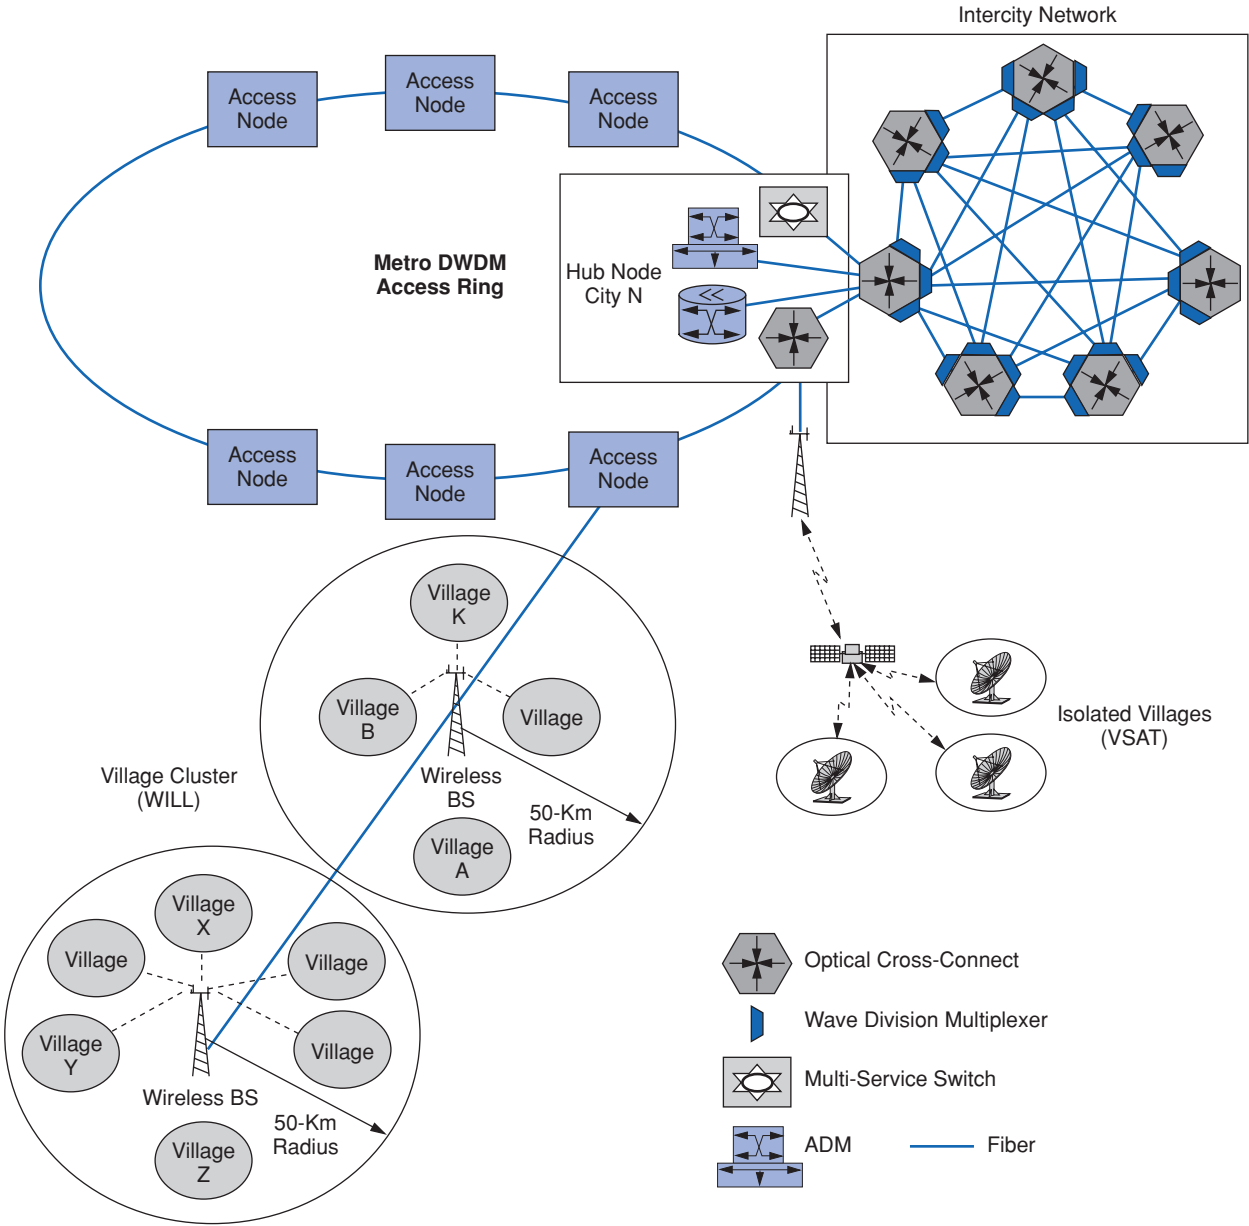 Intercity Network
Access
Node
Access
Node
Access
Node
Metro DWDM
Access Ring
Hub Node
City N
Access
Node
Access
Node
Access
Node
Village
K
Village
B
Village
Wireless
BS
50-Km
Radius
Village
A
Isolated Villages
(VSAT)
Village Cluster
(WILL)
Village
X
Village
Village
Village
Y
Village
Wireless BS
50-Km
Radius
Village
Z
Optical Cross-Connect
Wave Division Multiplexer
Multi-Service Switch
ADM
Fiber